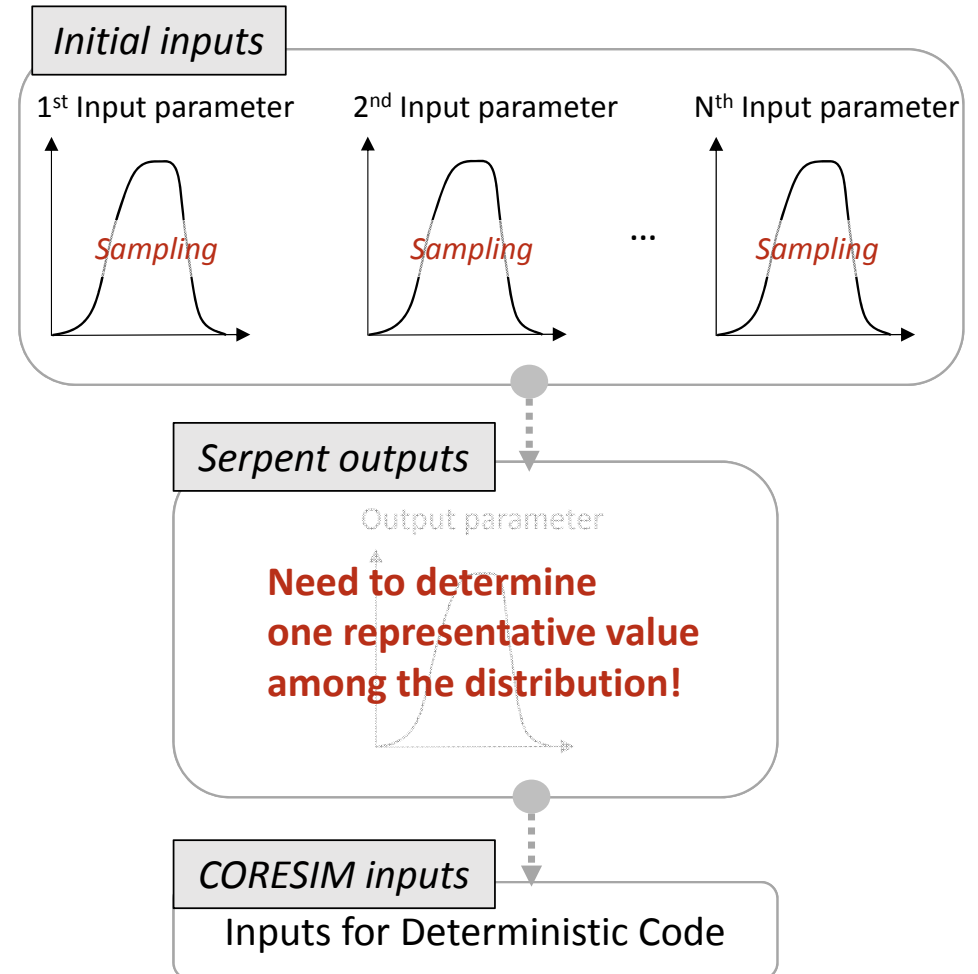 Initial inputs
1st Input parameter
2nd Input parameter
Nth Input parameter
Sampling
Sampling
...
Sampling
Serpent outputs
Output parameter
Need to determine
one representative value
among the distribution!
CORESIM inputs
Inputs for Deterministic Code